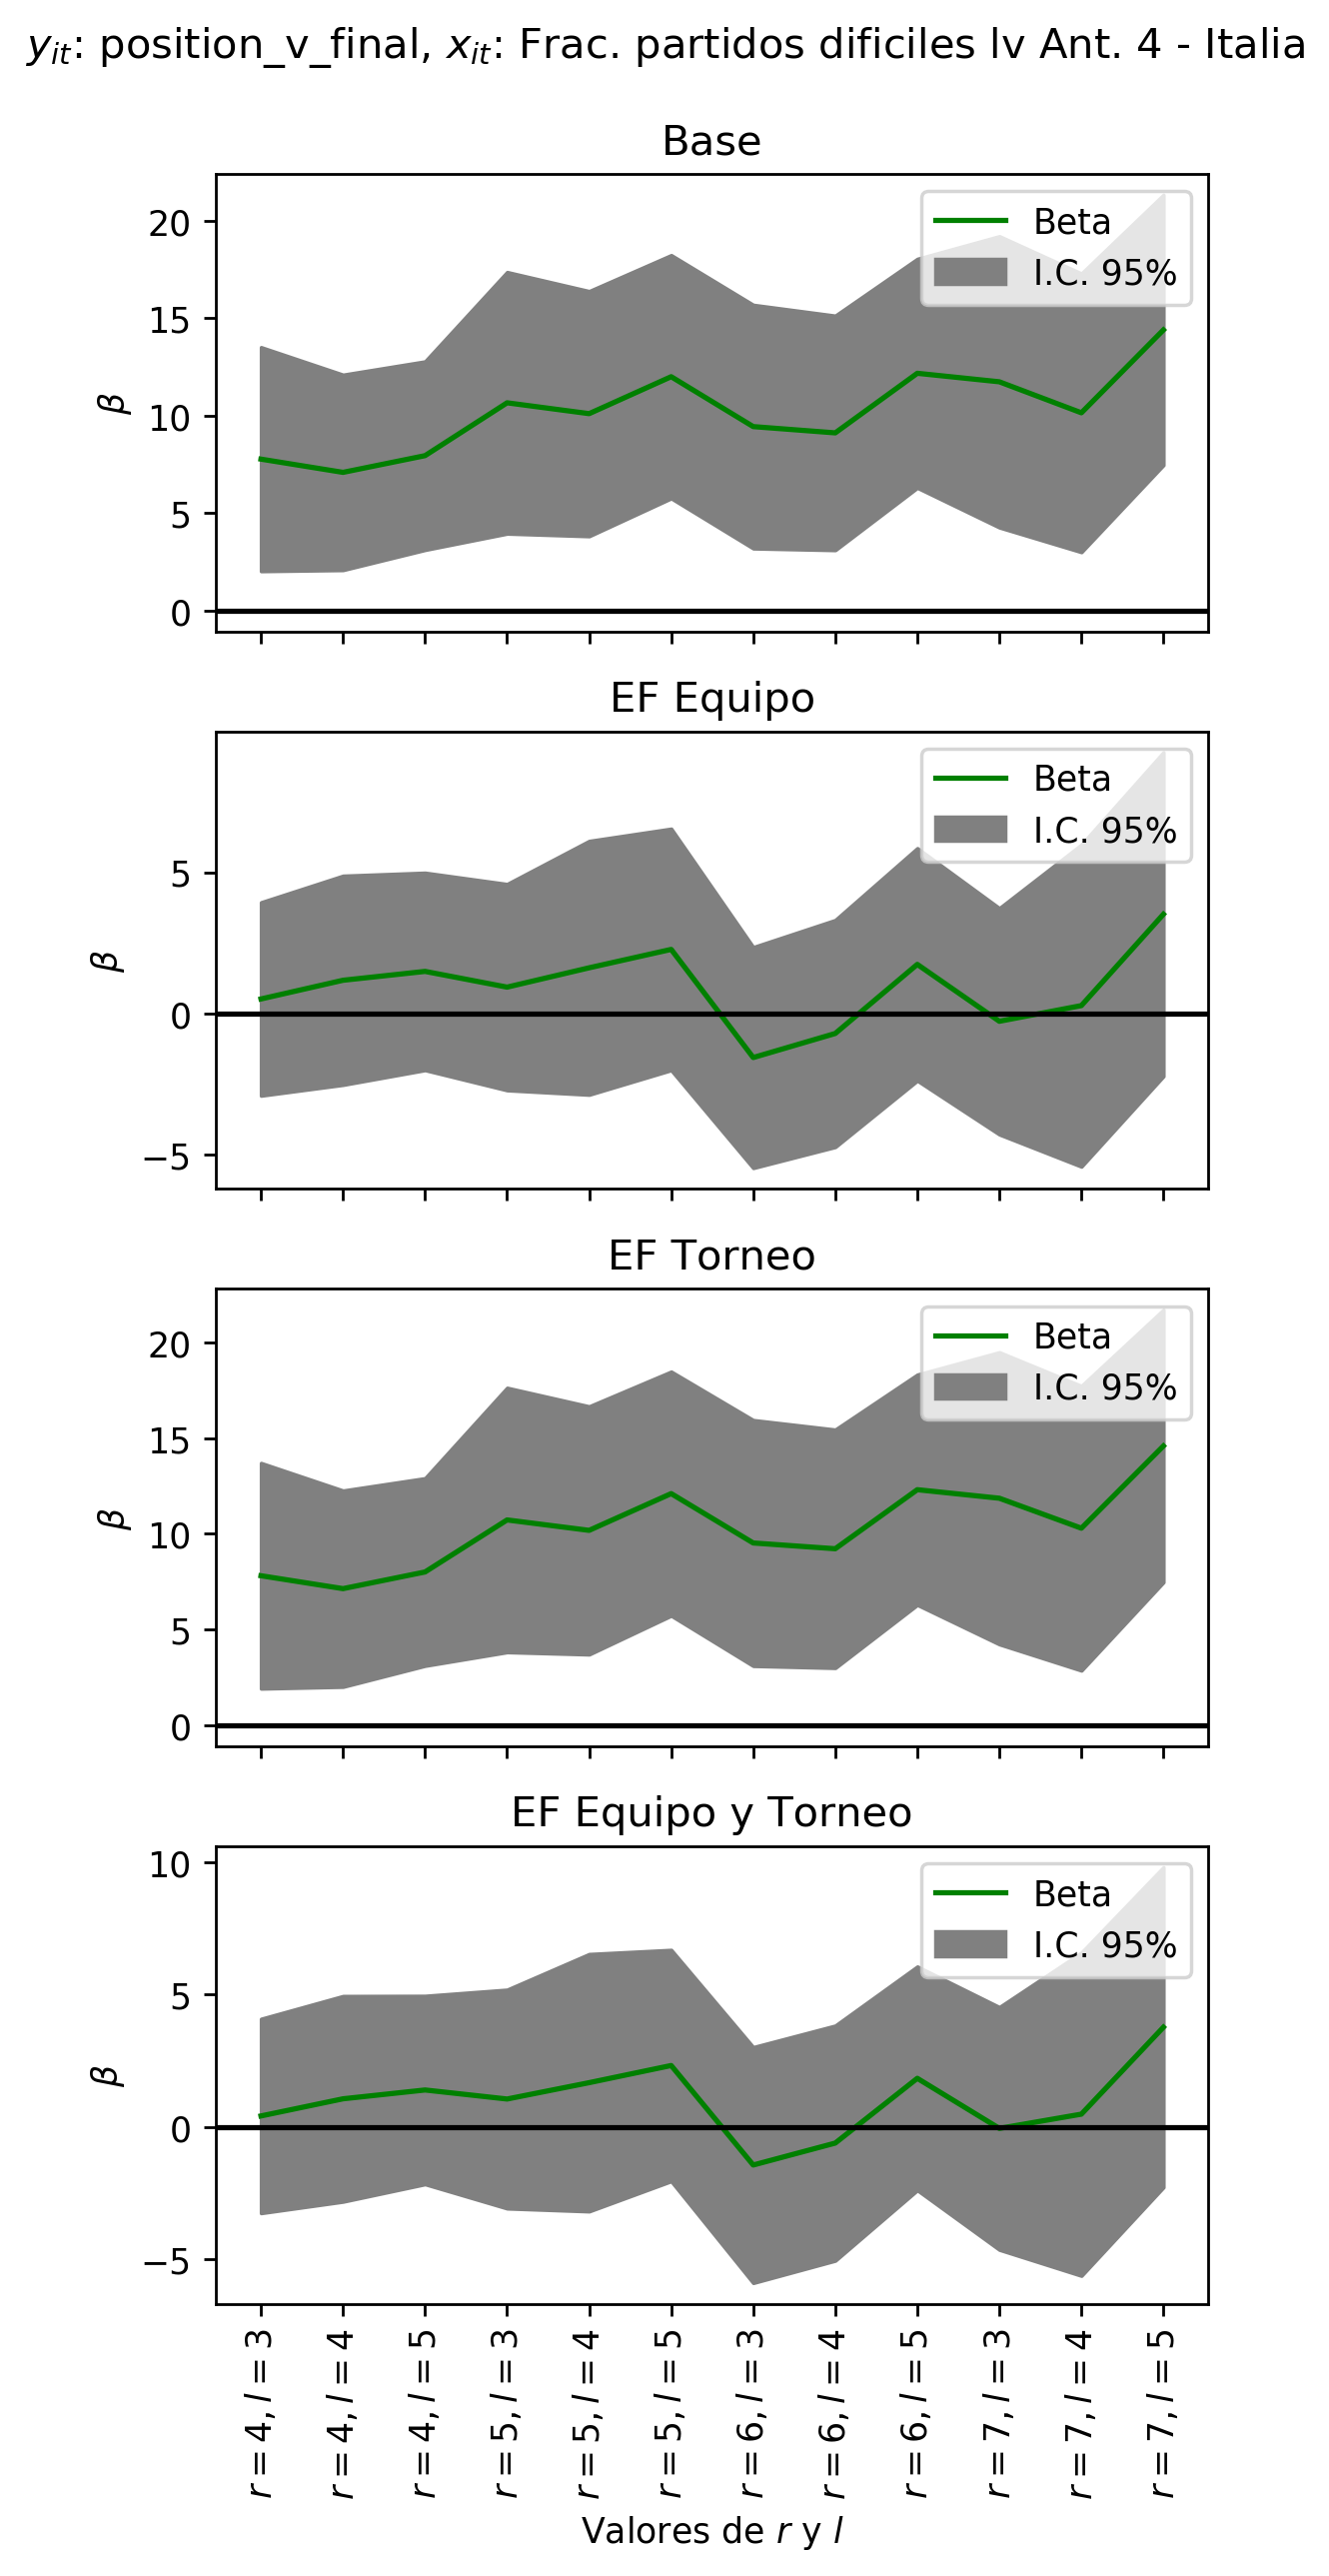 y_it: position_v_final, x_it: Frac. partidos dificiles lv Ant. 4 - Italia
Base
Beta
I.C. 95%
20
15
10
5
0
β
EF Equipo
Beta
I.C. 95%
5
0
−5
β
EF Torneo
Beta
I.C. 95%
20
15
10
5
0
β
EF Equipo y Torneo
Beta
I.C. 95%
10
5
0
−5
β
r = 4, l = 3
r = 4, l = 4
r = 4, l = 5
r = 5, l = 3
r = 5, l = 4
r = 5, l = 5
r = 6, l = 3
r = 6, l = 4
r = 6, l = 5
r = 7, l = 3
r = 7, l = 4
r = 7, l = 5
Valores de r y l